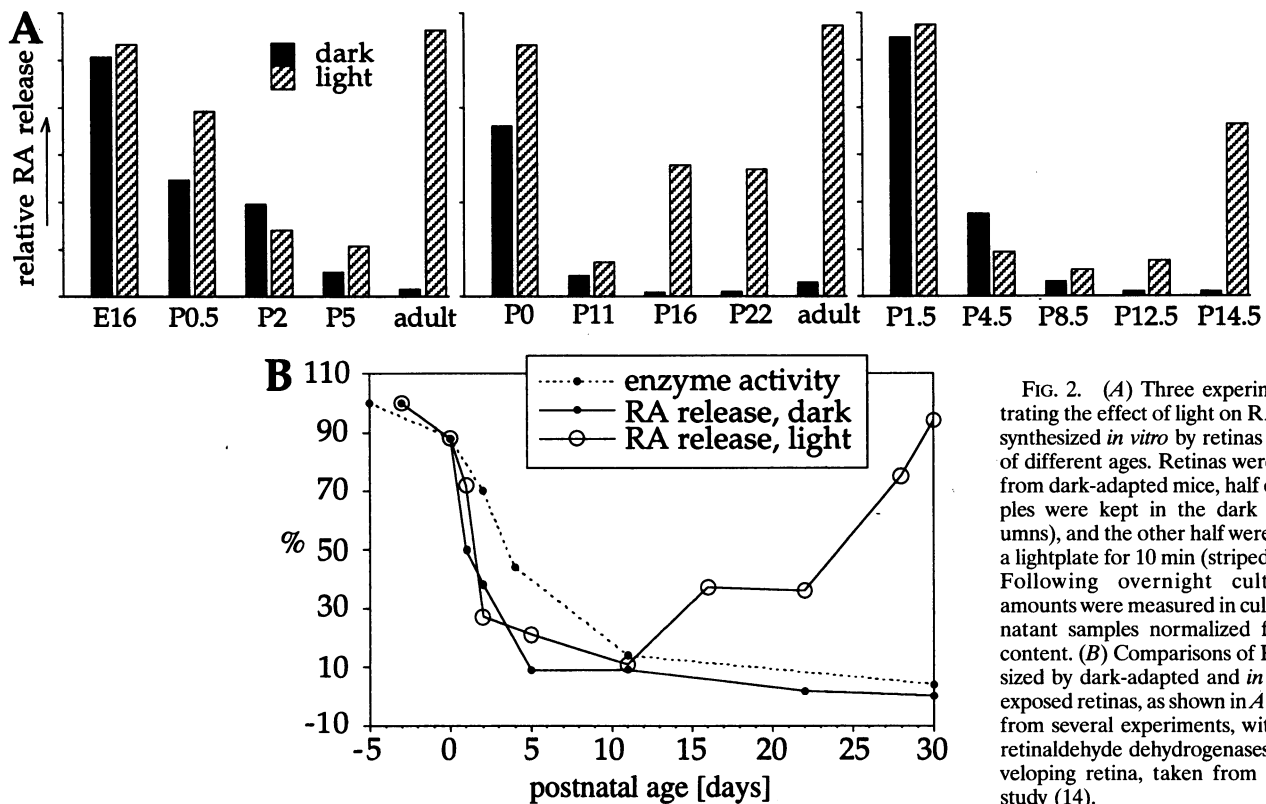 A
dark
light
relative RA release
E16 P0.5 P2 P5 adult
P0 P11 P16 P22 adult
P1.5 P4.5 P8.5 P12.5 P14.5
B
110
90
70
50
30
10
-10
%
enzyme activity
RA release, dark
RA release, light
-5 0 5 10 15 20 25 30
postnatal age [days]
FIG. 2. (A) Three experim
trating the effect of light on R
synthesized in vitro by retinas
of different ages. Retinas were
from dark-adapted mice, half
ples were kept in the dark
umns), and the other half were
a lightplate for 10 min (striped
Following overnight cult
amounts were measured in cul
natant samples normalized f
content. (B) Comparisons of
sized by dark-adapted and in
exposed retinas, as shown in A
from several experiments, wit
retinaldehyde dehydrogenases
veloping retina, taken from
study (14).